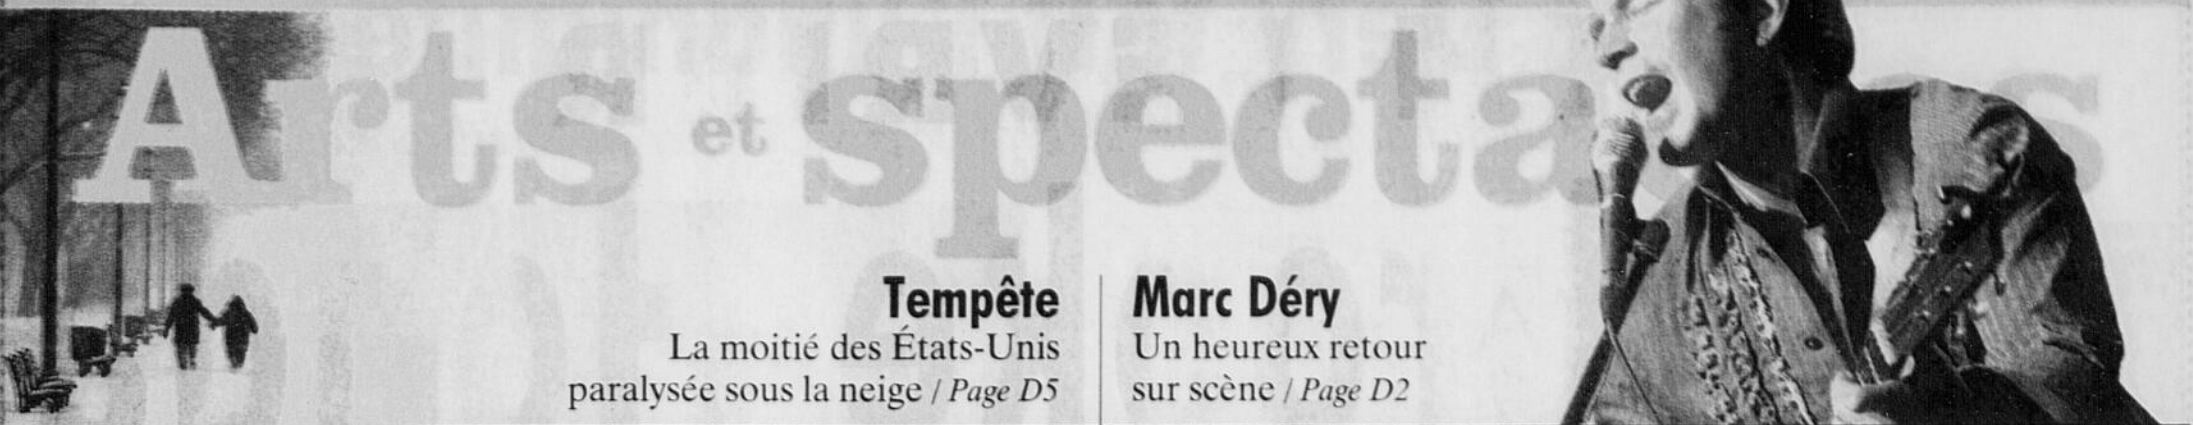 Arts et spectacles
Tempête
La moitié des États-Unis
paralysée sous la neige / Page D5
Marc Déry
Un heureux retour
sur scène / Page D2